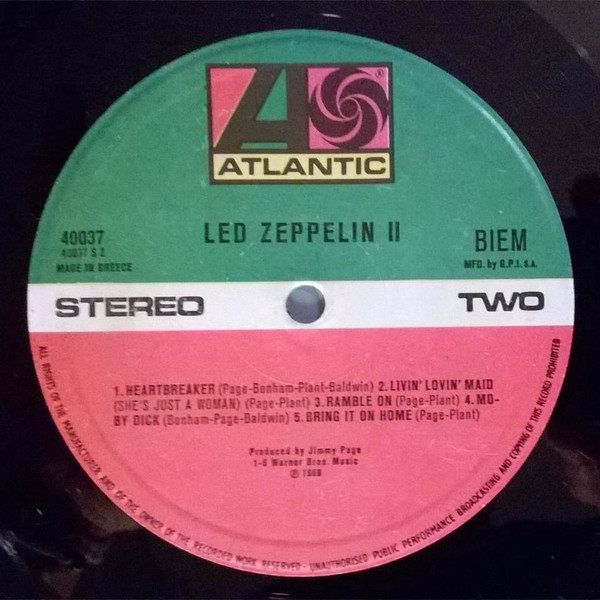 ®
ATLANTIC
LED ZEPPELIN II
40037
40037 S 2
MADE IN GREECE
BIEM
MFG. by G.P.I. s.a.
STEREO
TWO
1. HEARTBREAKER (Page-Bonham-Plant-Baldwin) 2. LIVIN' LOVIN' MAID
(SHE'S JUST A WOMAN) (Page-Plant) 3. RAMBLE ON (Page-Plant) 4. MO-
BY DICK (Bonham-Page-Baldwin) 5. BRING IT ON HOME (Page-Plant)
Produced by Jimmy Page
1-5 Warner Bros. Music
℗ 1969
ALL RIGHTS OF THE MANUFACTURER AND OF THE OWNER OF THE RECORDED WORK RESERVED - UNAUTHORISED PUBLIC PERFORMANCE BROADCASTING AND COPYING OF THIS RECORD PROHIBITED